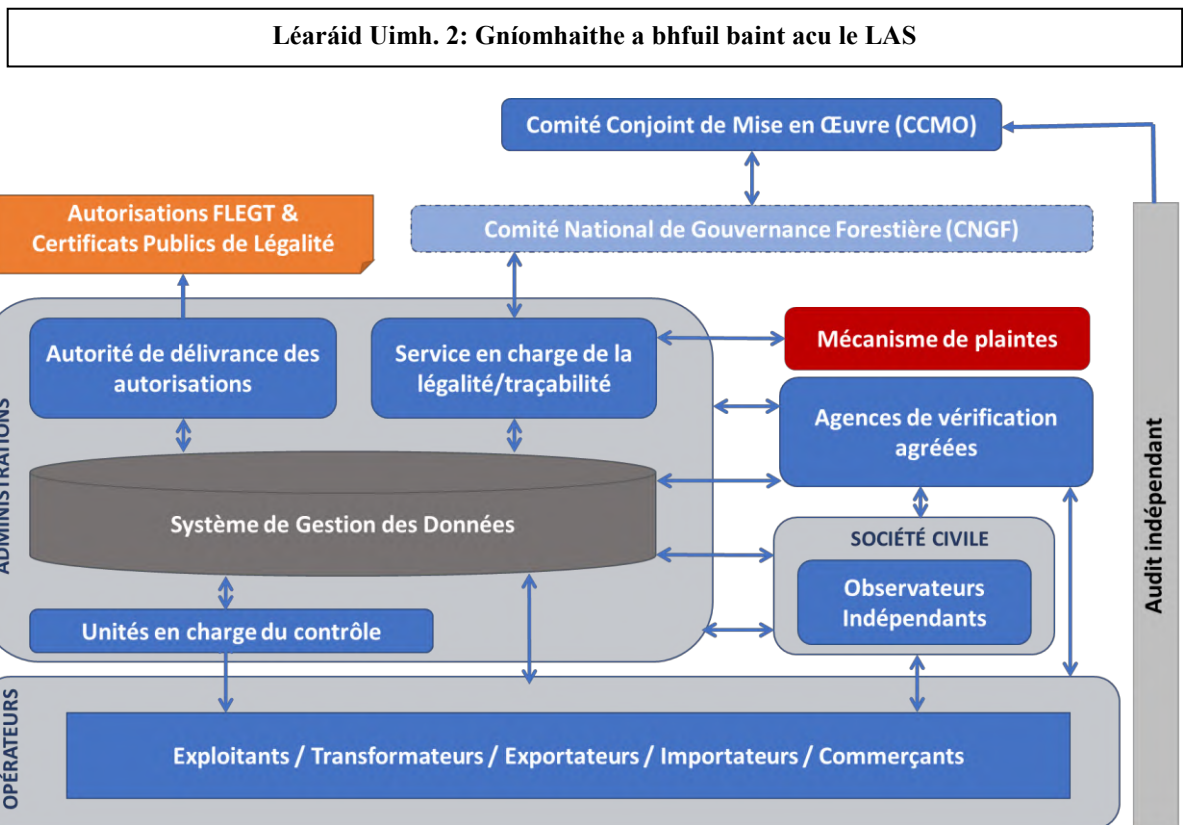 Léaráid Uimh. 2: Gníomhaithe a bhfuil baint acu le LAS
Comité Conjoint de Mise en Œuvre (CCMO)
Autorisations FLEGT &
Certificats Publics de Légalité
Comité National de Gouvernance Forestière (CNGF)
ADMINISTRATIONS
Autorité de délivrance des
autorisations
Service en charge de la
légalité/traçabilité
Mécanisme de plaintes
Agences de vérification
agréées
Système de Gestion des Données
SOCIÉTÉ CIVILE
Observateurs
Indépendants
Unités en charge du contrôle
Audit indépendant
OPÉRATEURS
Exploitants / Transformateurs / Exportateurs / Importateurs / Commerçants